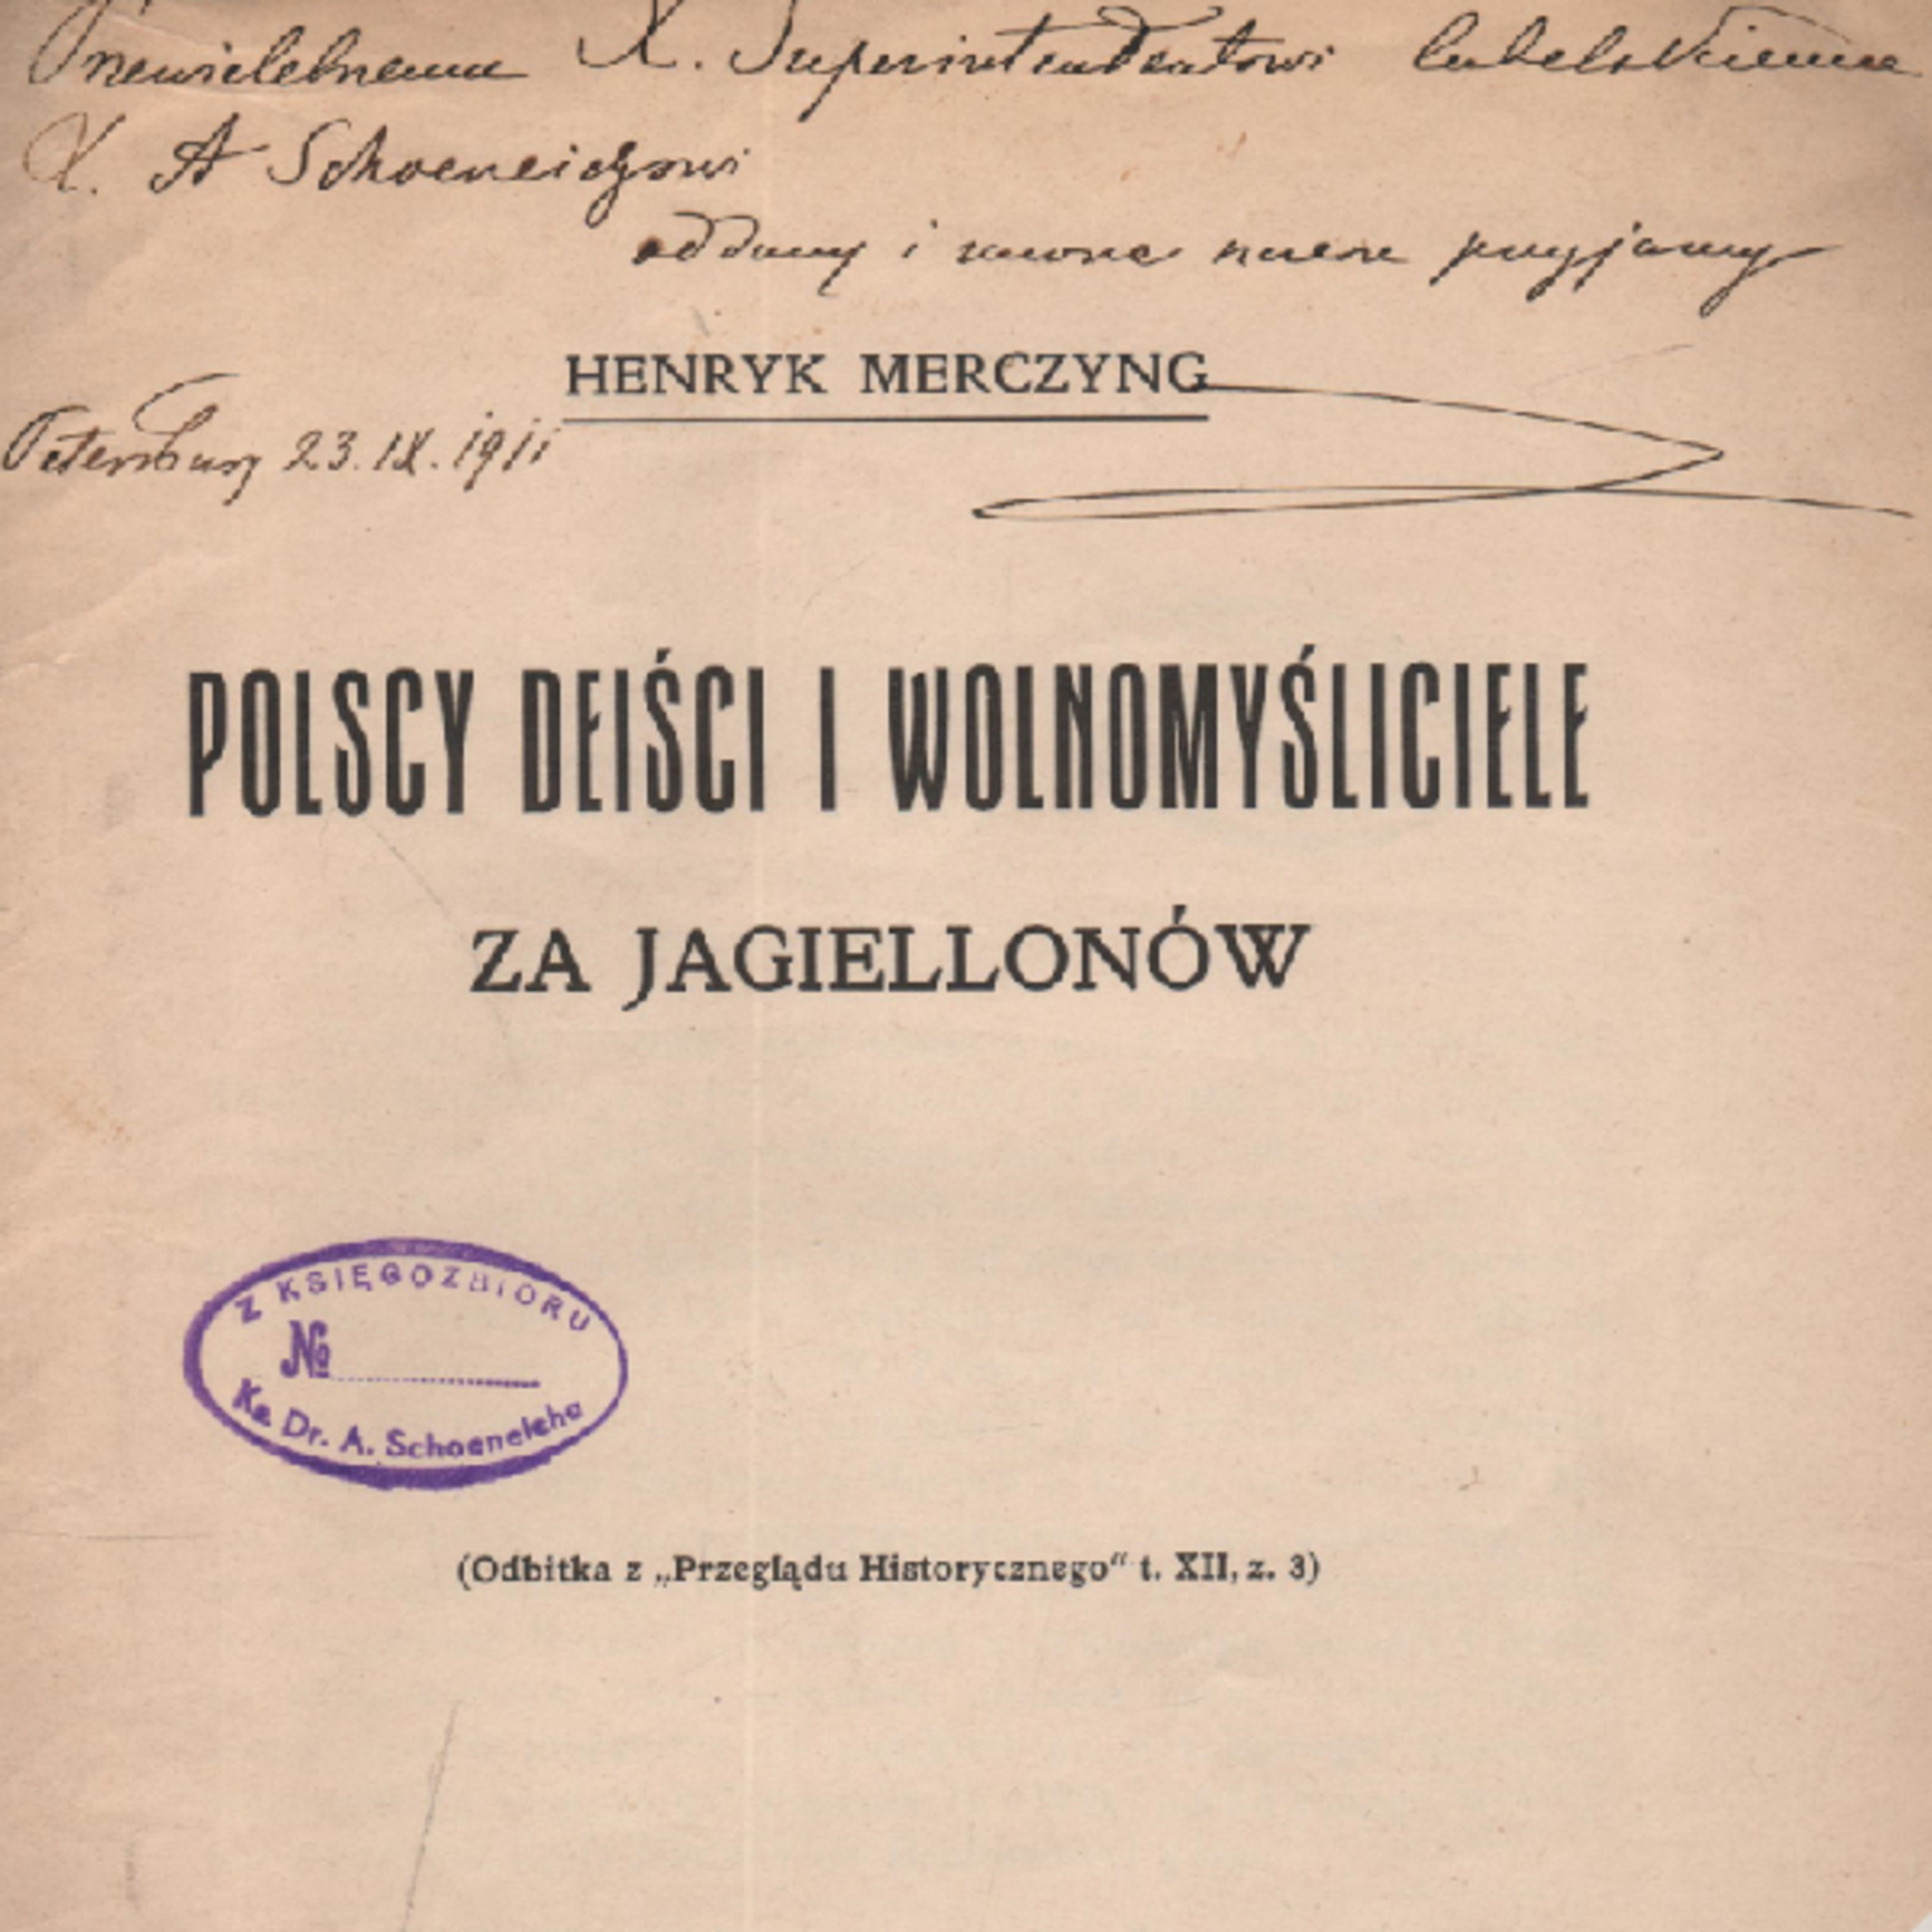 Przewielebnemu X. Superintendentowi lubelskiemu
X. A Schoeneichowi
oddany i zawsze przyjazny
HENRYK MERCZYNG
Petersburg 23.IX.1911
POLSCY DEIŚCI I WOLNOMYŚLICIELE
ZA JAGIELLONÓW
Z KSIĘGOZBIORU
№
Ks. Dr. A. Schoeneicha
(Odbitka z „Przeglądu Historycznego“ t. XII, z. 3)